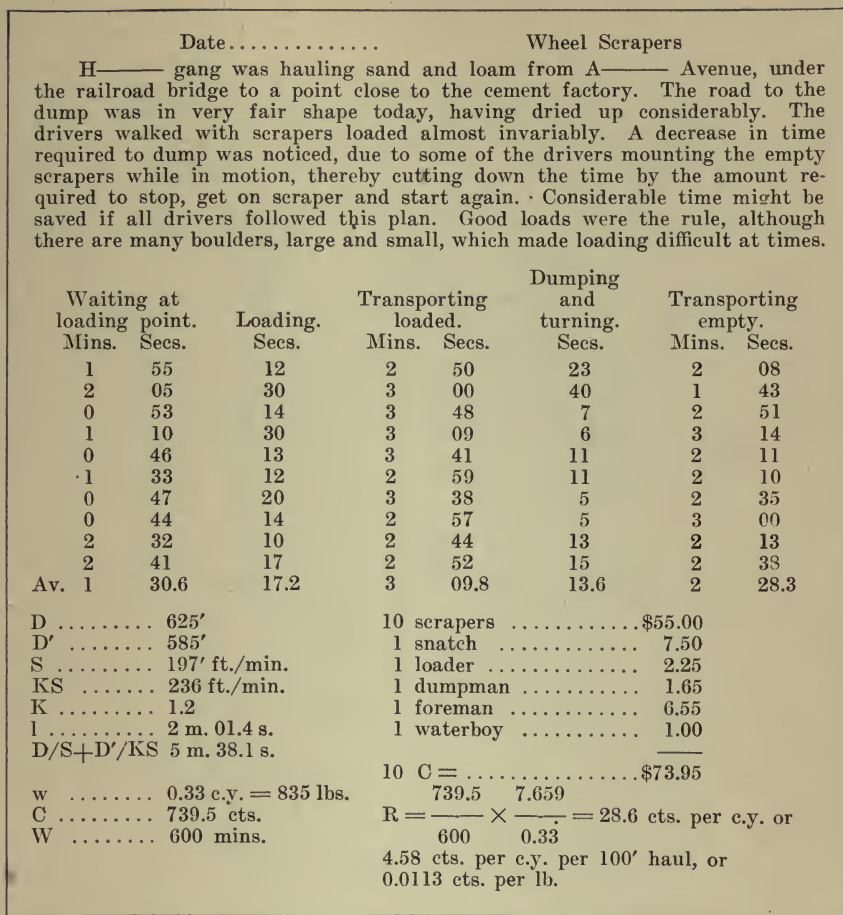 Date.............. Wheel Scrapers
H—— gang was hauling sand and loam from A—— Avenue, under
the railroad bridge to a point close to the cement factory. The road to the
dump was in very fair shape today, having dried up considerably. The
drivers walked with scrapers loaded almost invariably. A decrease in time
required to dump was noticed, due to some of the drivers mounting the empty
scrapers while in motion, thereby cutting down the time by the amount re-
quired to stop, get on scraper and start again. Considerable time might be
saved if all drivers followed this plan. Good loads were the rule, although
there are many boulders, large and small, which made loading difficult at times.
Dumping
Waiting at Transporting and Transporting
loading point. Loading. loaded. turning. empty.
Mins. Secs. Secs. Mins. Secs. Secs. Mins. Secs.
1 55 12 2 50 23 2 08
2 05 30 3 00 40 1 43
0 53 14 3 48 7 2 51
1 10 30 3 09 6 3 14
0 46 13 3 41 11 2 11
1 33 12 2 59 11 2 10
0 47 20 3 38 5 2 35
0 44 14 2 57 5 3 00
2 32 10 2 44 13 2 13
2 41 17 2 52 15 2 38
Av. 1 30.6 17.2 3 09.8 13.6 2 28.3
D ......... 625′
D′ ......... 585′
S ......... 197′ ft./min.
KS ....... 236 ft./min.
K ......... 1.2
l .......... 2 m. 01.4 s.
D/S+D′/KS 5 m. 38.1 s.
w ........ 0.33 c.y. = 835 lbs.
C ......... 739.5 cts.
W ........ 600 mins.
10 scrapers ............$55.00
1 snatch ............. 7.50
1 loader .............. 2.25
1 dumpman ........... 1.65
1 foreman ............ 6.55
1 waterboy ........... 1.00
10 C = .................$73.95
739.5 7.659
R = —— × —— = 28.6 cts. per c.y. or
600 0.33
4.58 cts. per c.y. per 100′ haul, or
0.0113 cts. per lb.